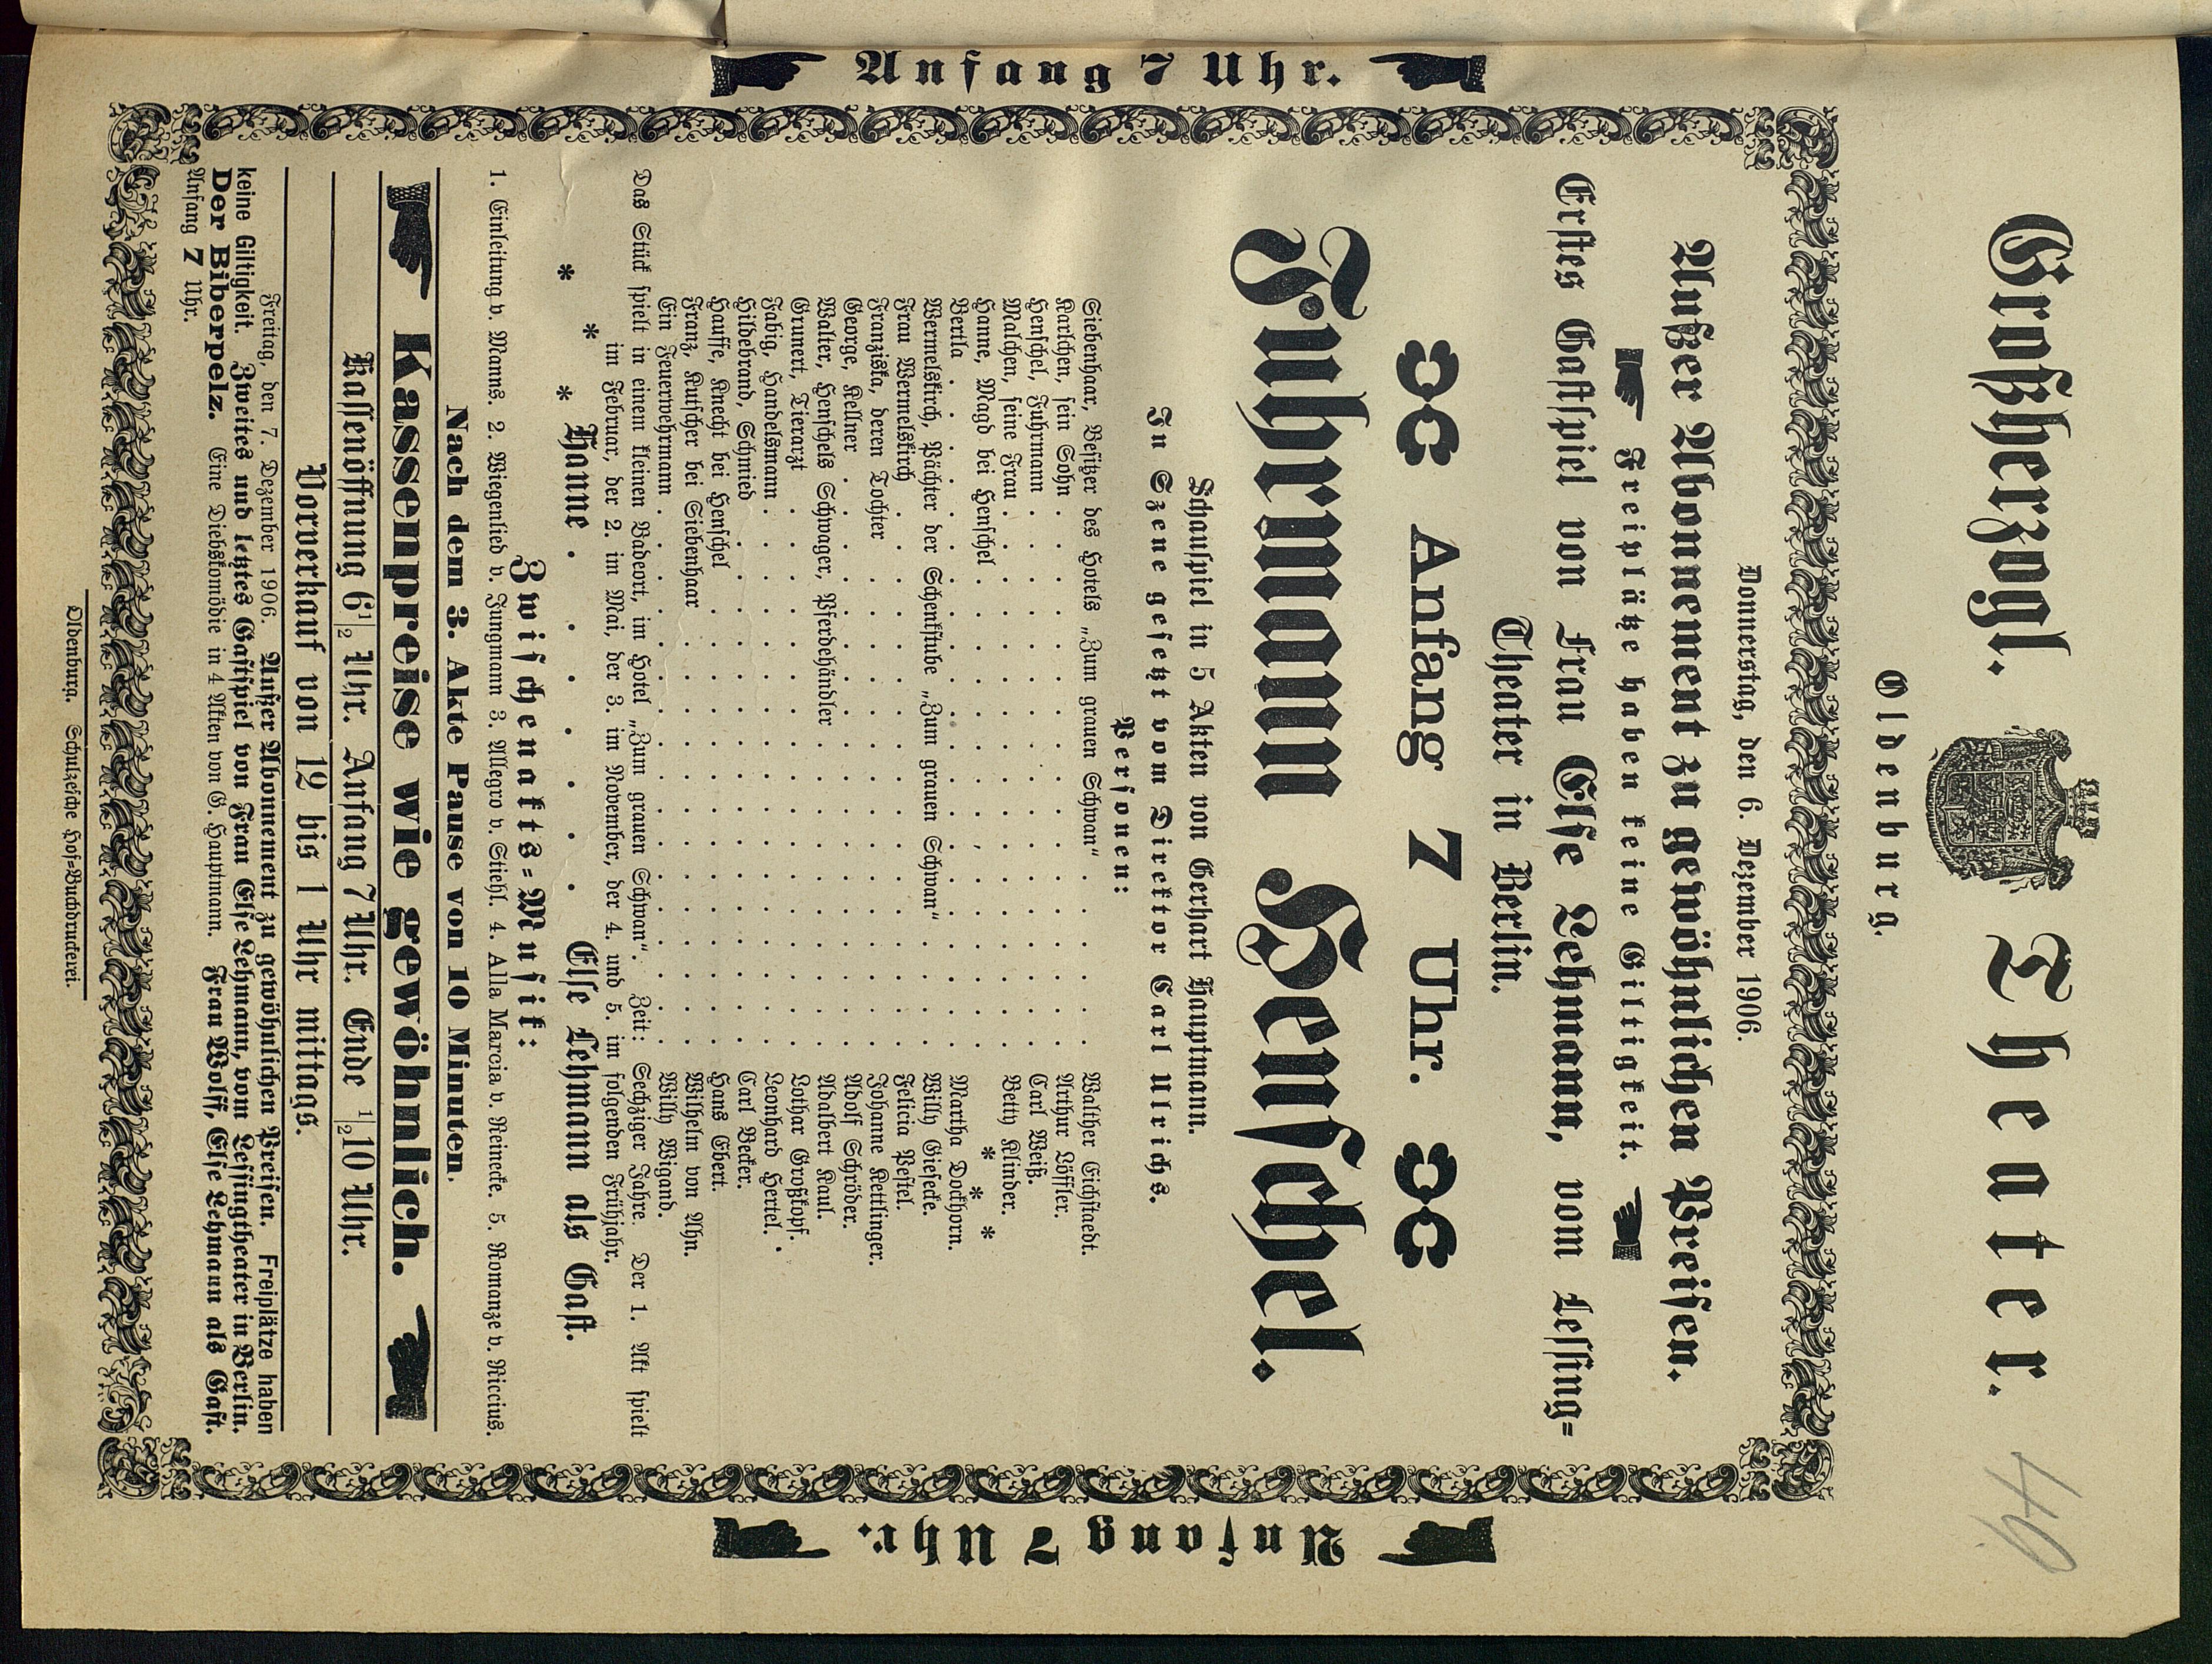 Großherzogl. Theater.
Oldenburg.
49
Donnerstag, den 6. Dezember 1906.
Außer Abonnement zu gewöhnlichen Preisen.
Freiplätze haben keine Giltigkeit.
Erstes Gastspiel von Frau Else Lehmann, vom Lessing=
Theater in Berlin.
Anfang 7 Uhr.
Fuhrmann Henschel.
Schauspiel in 5 Akten von Gerhart Hauptmann.
In Szene gesetzt vom Direktor Carl Ulrichs.
Personen:
Siebenhaar, Besitzer des Hotels „Zum grauen Schwan“ . . . . Walther Eichstaedt.
Karlchen, sein Sohn . . . . Arthur Löffler.
Henschel, Fuhrmann . . . . Carl Weiß.
Malchen, seine Frau . . . . Betty Klinder.
Hanne, Magd bei Henschel . . . . * * *
Bertla . . . . Martha Dockhorn.
Wermelskirch, Pächter der Schenkstube „Zum grauen Schwan“ . . . . Willy Giesecke.
Frau Wermelskirch . . . . Felicia Pestel.
Franziska, deren Tochter . . . . Johanne Kettlinger.
George, Kellner . . . . Adolf Schröder.
Walter, Henschels Schwager, Pferdehändler . . . . Adalbert Kaul.
Grunert, Tierarzt . . . . Lothar Großkopf.
Fabig, Handelsmann . . . . Leonhard Hertel.
Hildebrand, Schmied . . . . Carl Becker.
Hauffe, Knecht bei Henschel . . . . Hans Ebert.
Franz, Kutscher bei Siebenhaar . . . . Wilhelm von Ahn.
Ein Feuerwehrmann . . . . Willy Wigand.
Das Stück spielt in einem kleinen Badeort, im Hotel „Zum grauen Schwan“. Zeit: Sechziger Jahre. Der 1. Akt spielt
im Februar, der 2. im Mai, der 3. im November, der 4. und 5. im folgenden Frühjahr.
* * * Hanne . . . . . . . Else Lehmann als Gast.
Zwischenakts=Musik:
1. Einleitung v. Manns. 2. Wiegenlied v. Jungmann 3. Allegro v. Stiehl. 4. Alla Marcia v. Reinecke. 5. Romanze v. Riccius.
Nach dem 3. Akte Pause von 10 Minuten.
Kassenpreise wie gewöhnlich.
Kassenöffnung 6 1/2 Uhr. Anfang 7 Uhr. Ende 1/2 10 Uhr.
Vorverkauf von 12 bis 1 Uhr mittags.
Freitag, den 7. Dezember 1906. Außer Abonnement zu gewöhnlichen Preisen. Freiplätze haben
keine Giltigkeit. Zweites und letztes Gastspiel von Frau Else Lehmann, vom Lessingtheater in Berlin.
Der Biberpelz. Eine Diebskomödie in 4 Akten von G. Hauptmann. Frau Wolff, Else Lehmann als Gast.
Anfang 7 Uhr.
Oldenburg. Schulzesche Hof=Buchdruckerei.
Anfang 7 Uhr.
Anfang 7 Uhr.